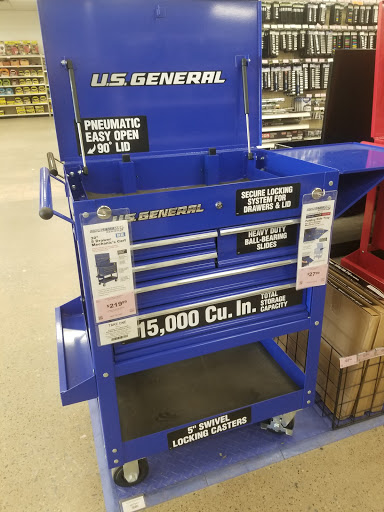 U.S. GENERAL
PNEUMATIC
EASY OPEN
90° LID
SECURE LOCKING
SYSTEM FOR
DRAWERS & LID
U.S. GENERAL
HEAVY DUTY
BALL-BEARING
SLIDES
15,000 Cu. In.
TOTAL
STORAGE
CAPACITY
5" SWIVEL
LOCKING CASTERS